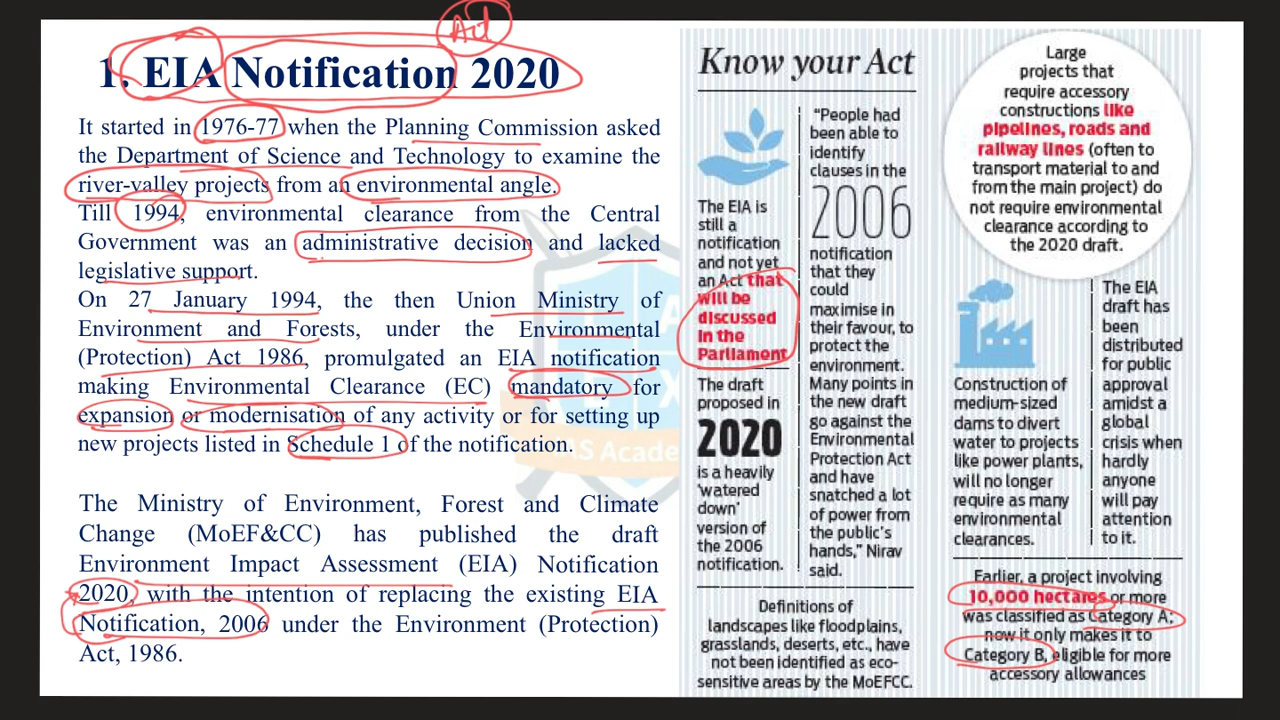 Act
1. EIA Notification 2020
It started in 1976-77 when the Planning Commission asked
the Department of Science and Technology to examine the
river-valley projects from an environmental angle.
Till 1994, environmental clearance from the Central
Government was an administrative decision and lacked
legislative support.
On 27 January 1994, the then Union Ministry of
Environment and Forests, under the Environmental
(Protection) Act 1986, promulgated an EIA notification
making Environmental Clearance (EC) mandatory for
expansion or modernisation of any activity or for setting up
new projects listed in Schedule 1 of the notification.
The Ministry of Environment, Forest and Climate
Change (MoEF&CC) has published the draft
Environment Impact Assessment (EIA) Notification
2020, with the intention of replacing the existing EIA
Notification, 2006 under the Environment (Protection)
Act, 1986.
AS Acade
Know your Act
The EIA is
still a
notification
and not yet
an Act that
will be
discussed
in the
Parliament
The draft
proposed in
2020
is a heavily
'watered
down'
version of
the 2006
notification.
"People had
been able to
identify
clauses in the
2006
notification
that they
could
maximise in
their favour, to
protect the
environment.
Many points in
the new draft
go against the
Environmental
Protection Act
and have
snatched a lot
of power from
the public's
hands," Nirav
said.
Definitions of
landscapes like floodplains,
grasslands, deserts, etc., have
not been identified as eco-
sensitive areas by the MoEFCC.
Large
projects that
require accessory
constructions like
pipelines, roads and
railway lines (often to
transport material to and
from the main project) do
not require environmental
clearance according to
the 2020 draft.
Construction of
medium-sized
dams to divert
water to projects
like power plants,
will no longer
require as many
environmental
clearances.
The EIA
draft has
been
distributed
for public
approval
amidst a
global
crisis when
hardly
anyone
will pay
attention
to it.
Earlier, a project involving
10,000 hectares or more
was classified as Category A;
now it only makes it to
Category B, eligible for more
accessory allowances